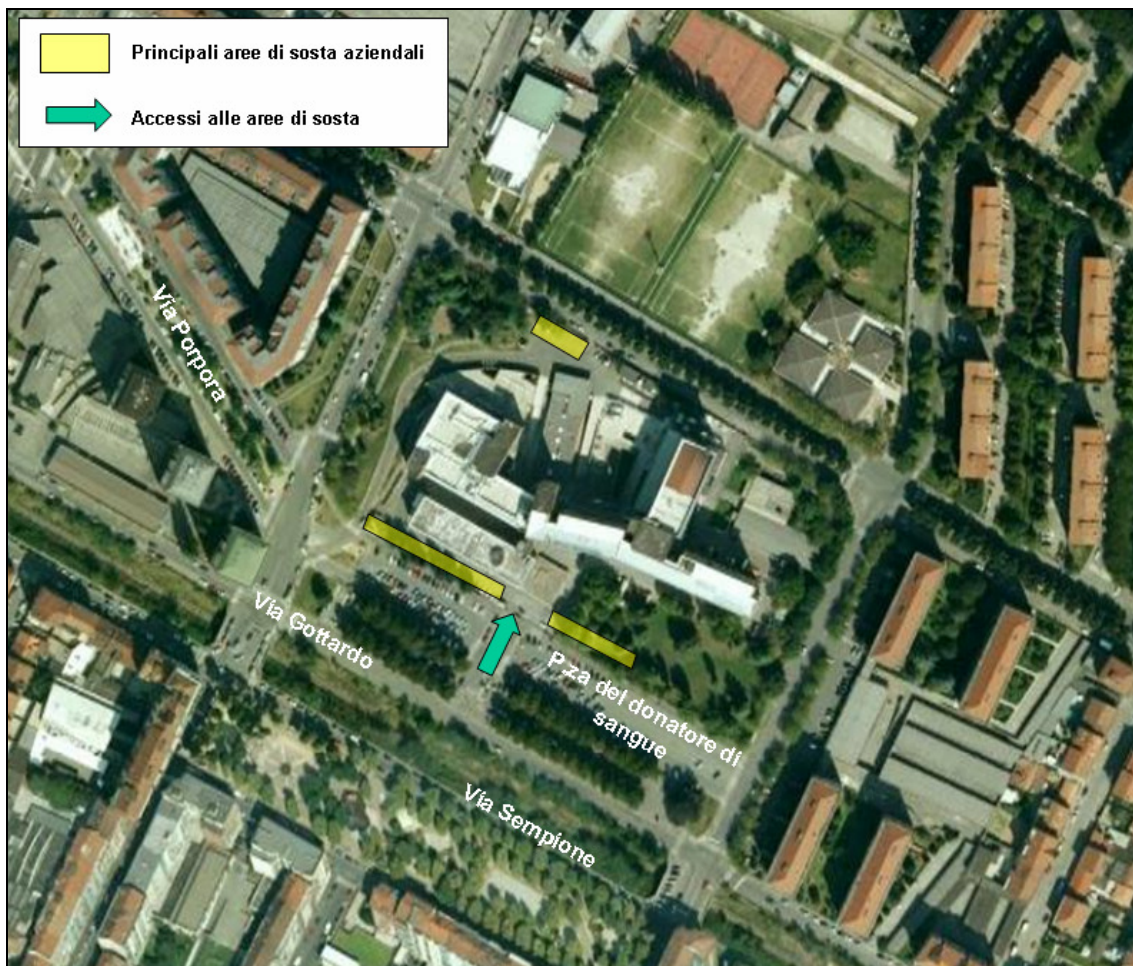 Principali aree di sosta aziendali
Accessi alle aree di sosta
Via Porpora
Via Gottardo
P.za del donatore di
sangue
Via Sempione